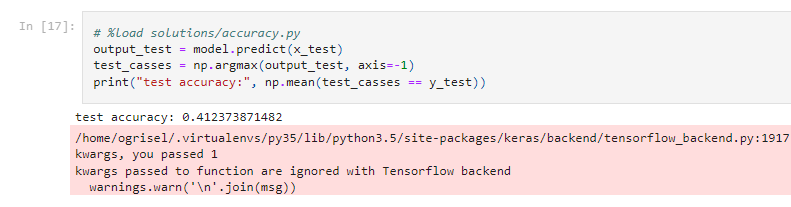 In [17]:
# %load solutions/accuracy.py
output_test = model.predict(x_test)
test_casses = np.argmax(output_test, axis=-1)
print("test accuracy:", np.mean(test_casses == y_test))
test accuracy: 0.412373871482
/home/ogrisel/.virtualenvs/py35/lib/python3.5/site-packages/keras/backend/tensorflow_backend.py:1917
kwargs, you passed 1
kwargs passed to function are ignored with Tensorflow backend
  warnings.warn('\n'.join(msg))